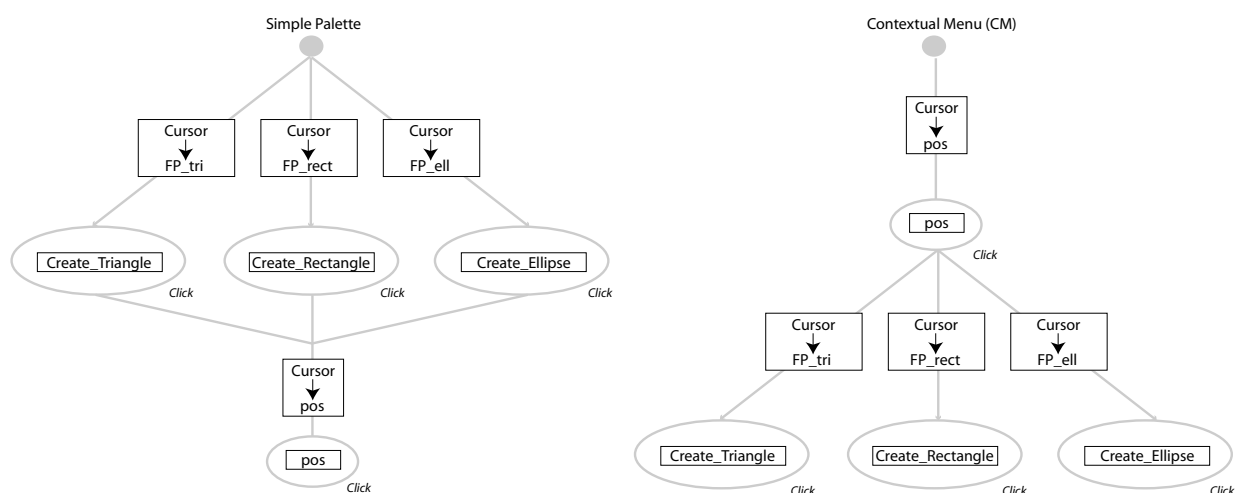 Simple Palette
Cursor
FP_tri
Cursor
FP_rect
Cursor
FP_ell
Create_Triangle
Click
Create_Rectangle
Click
Create_Ellipse
Click
Cursor
pos
pos
Click
Contextual Menu (CM)
Cursor
pos
pos
Click
Cursor
FP_tri
Cursor
FP_rect
Cursor
FP_ell
Create_Triangle
Click
Create_Rectangle
Click
Create_Ellipse
Click